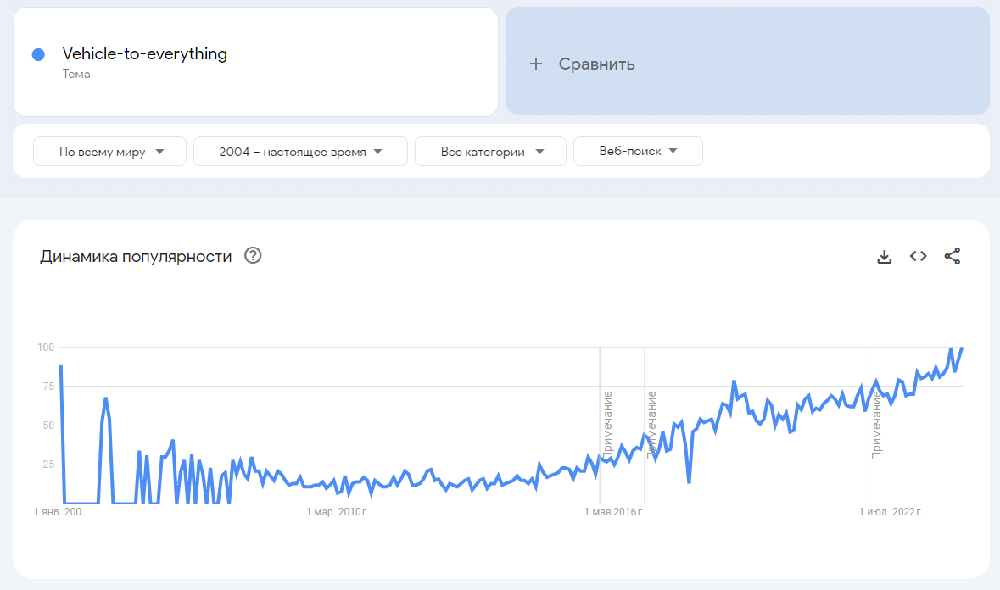 Vehicle-to-everything
Тема
+ Сравнить
По всему миру
2004 – настоящее время
Все категории
Веб-поиск
Динамика популярности
100
75
50
25
Примечание
Примечание
Примечание
1 янв. 200…
1 мар. 2010 г.
1 мая 2016 г.
1 июл. 2022 г.